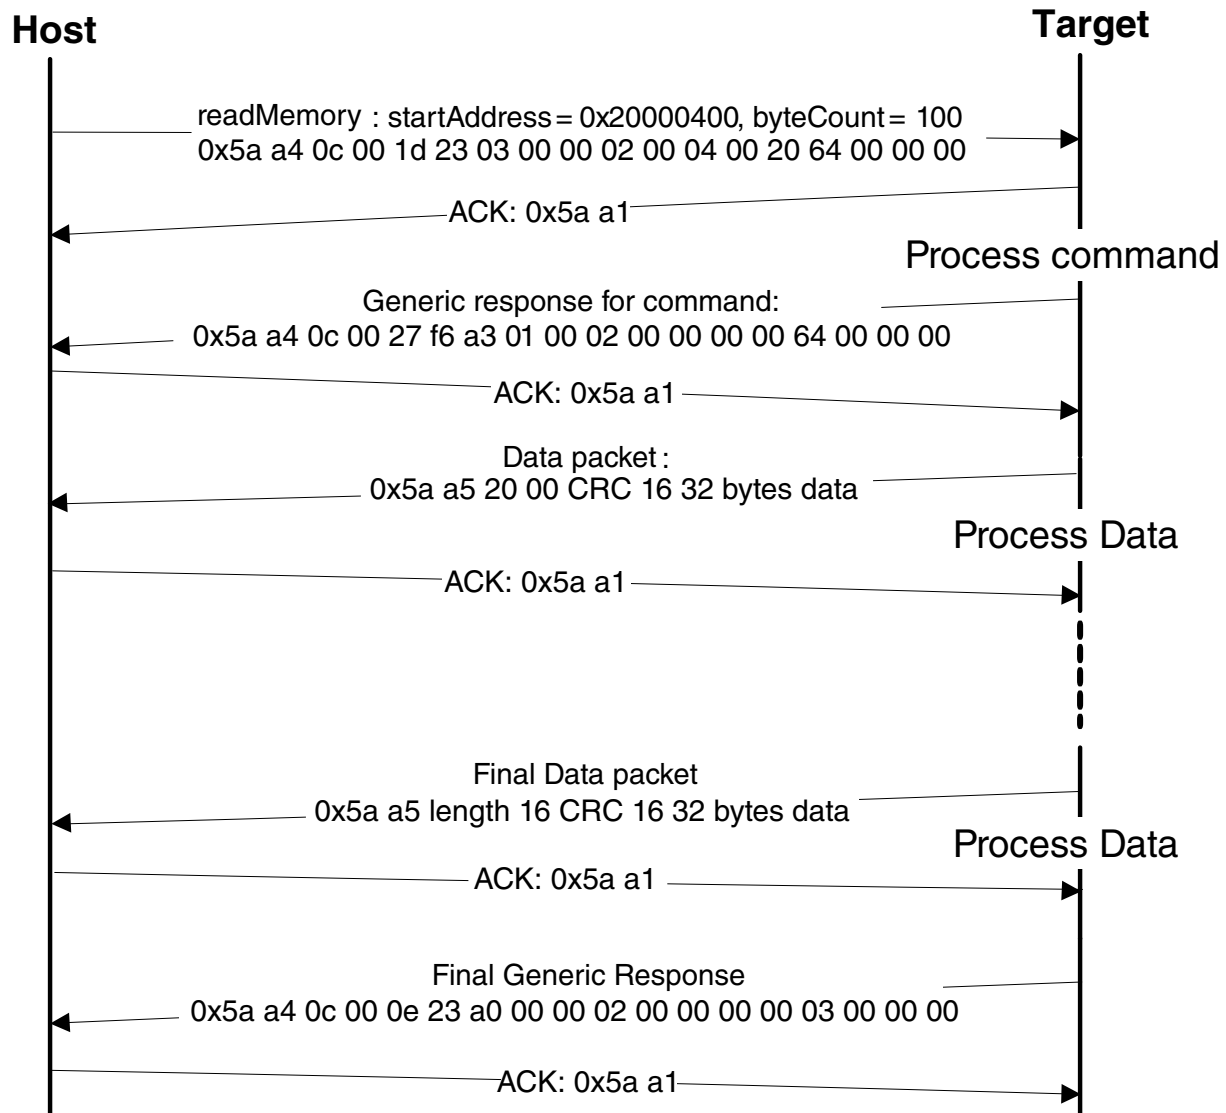 Host
Target
readMemory : startAddress = 0x20000400, byteCount = 100
0x5a a4 0c 00 1d 23 03 00 00 02 00 04 00 20 64 00 00 00
ACK: 0x5a a1
Process command
Generic response for command:
0x5a a4 0c 00 27 f6 a3 01 00 02 00 00 00 00 64 00 00 00
ACK: 0x5a a1
Data packet :
0x5a a5 20 00 CRC 16 32 bytes data
Process Data
ACK: 0x5a a1
Final Data packet
0x5a a5 length 16 CRC 16 32 bytes data
Process Data
ACK: 0x5a a1
Final Generic Response
0x5a a4 0c 00 0e 23 a0 00 00 02 00 00 00 00 03 00 00 00
ACK: 0x5a a1